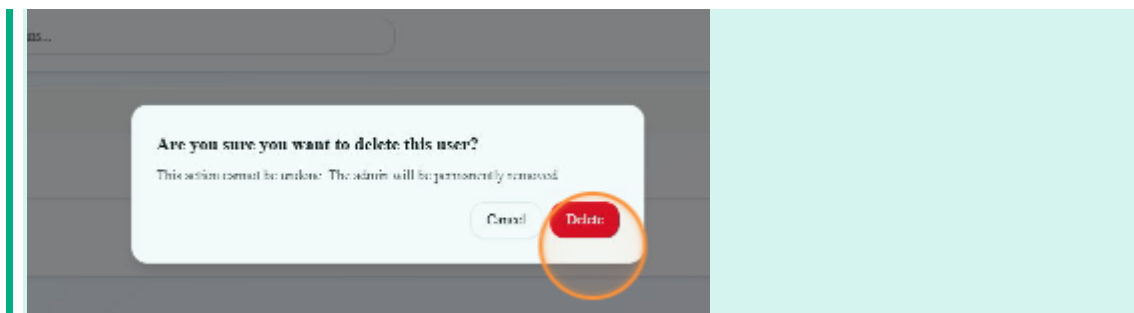 ns...
Are you sure you want to delete this user?
This action cannot be undone. The admin will be permanently removed.
Cancel
Delete